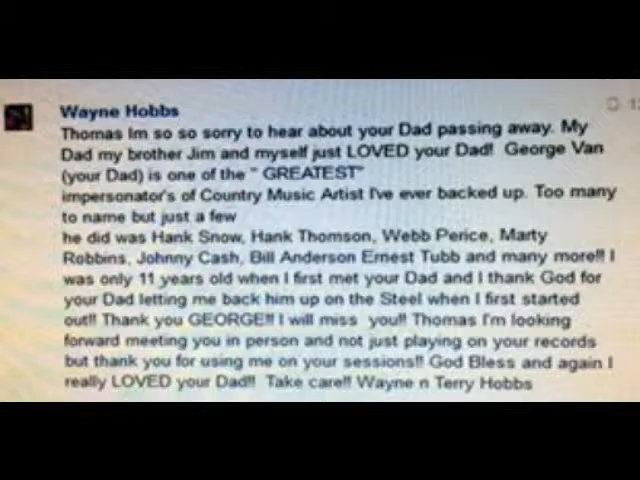 Wayne Hobbs
Thomas Im so so sorry to hear about your Dad passing away. My
Dad my brother Jim and myself just LOVED your Dad! George Van
(your Dad) is one of the " GREATEST"
impersonator's of Country Music Artist I've ever backed up. Too many
to name but just a few
he did was Hank Snow, Hank Thomson, Webb Perice, Marty
Robbins, Johnny Cash, Bill Anderson Ernest Tubb and many more!! I
was only 11 years old when I first met your Dad and I thank God for
your Dad letting me back him up on the Steel when I first started
out!! Thank you GEORGE!! I will miss you!! Thomas I'm looking
forward meeting you in person and not just playing on your records
but thank you for using me on your sessions!! God Bless and again I
really LOVED your Dad!! Take care!! Wayne n Terry Hobbs